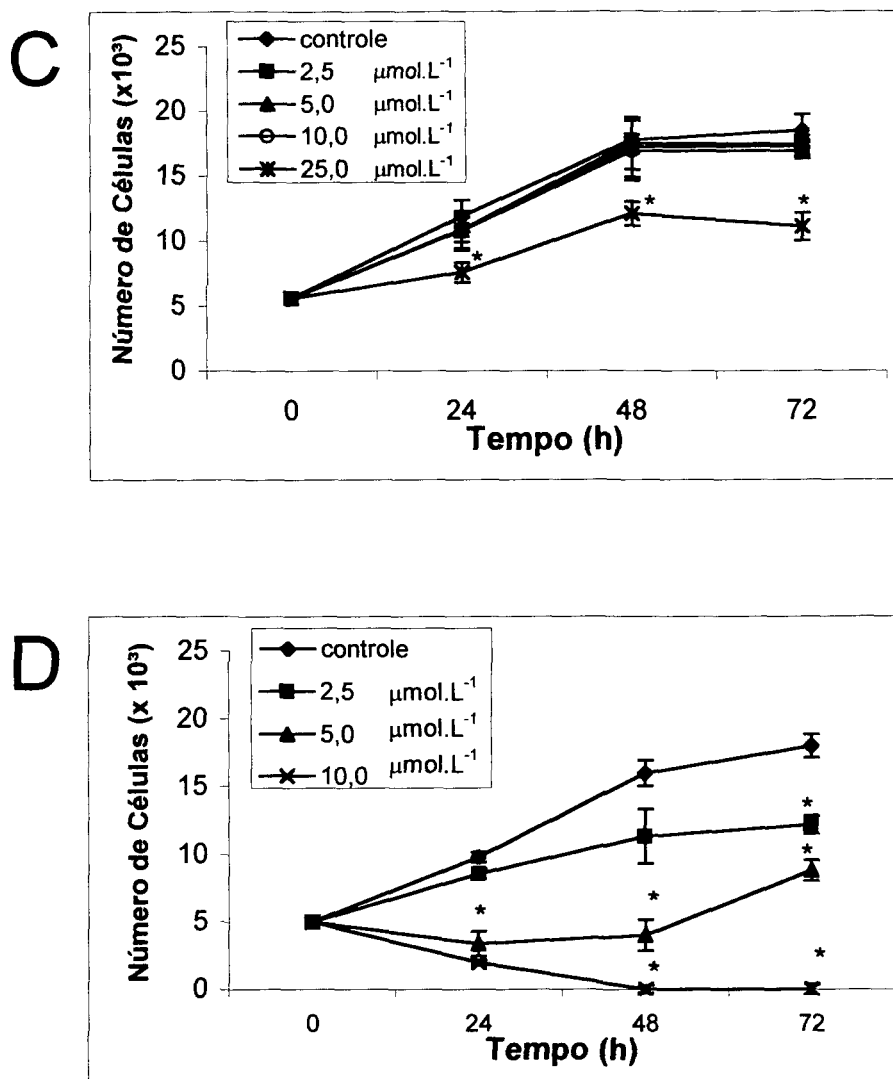 C
Número de Células (x10³)
25
20
15
10
5
0
controle
2,5 μmol.L⁻¹
5,0 μmol.L⁻¹
10,0 μmol.L⁻¹
25,0 μmol.L⁻¹
*
*
*
0 24 48 72
Tempo (h)
D
Número de Células (x 10³)
25
20
15
10
5
0
controle
2,5 μmol.L⁻¹
5,0 μmol.L⁻¹
10,0 μmol.L⁻¹
*
*
*
*
*
*
0 24 48 72
Tempo (h)